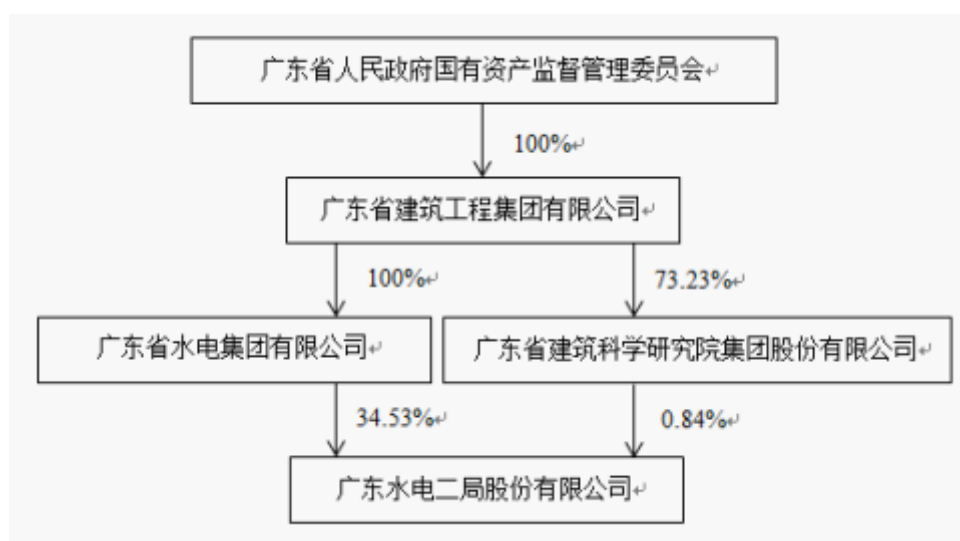 广东省人民政府国有资产监督管理委员会↵
100%↵
广东省建筑工程集团有限公司↵
100%↵
73.23%↵
广东省水电集团有限公司↵
广东省建筑科学研究院集团股份有限公司↵
34.53%↵
0.84%↵
广东水电二局股份有限公司↵